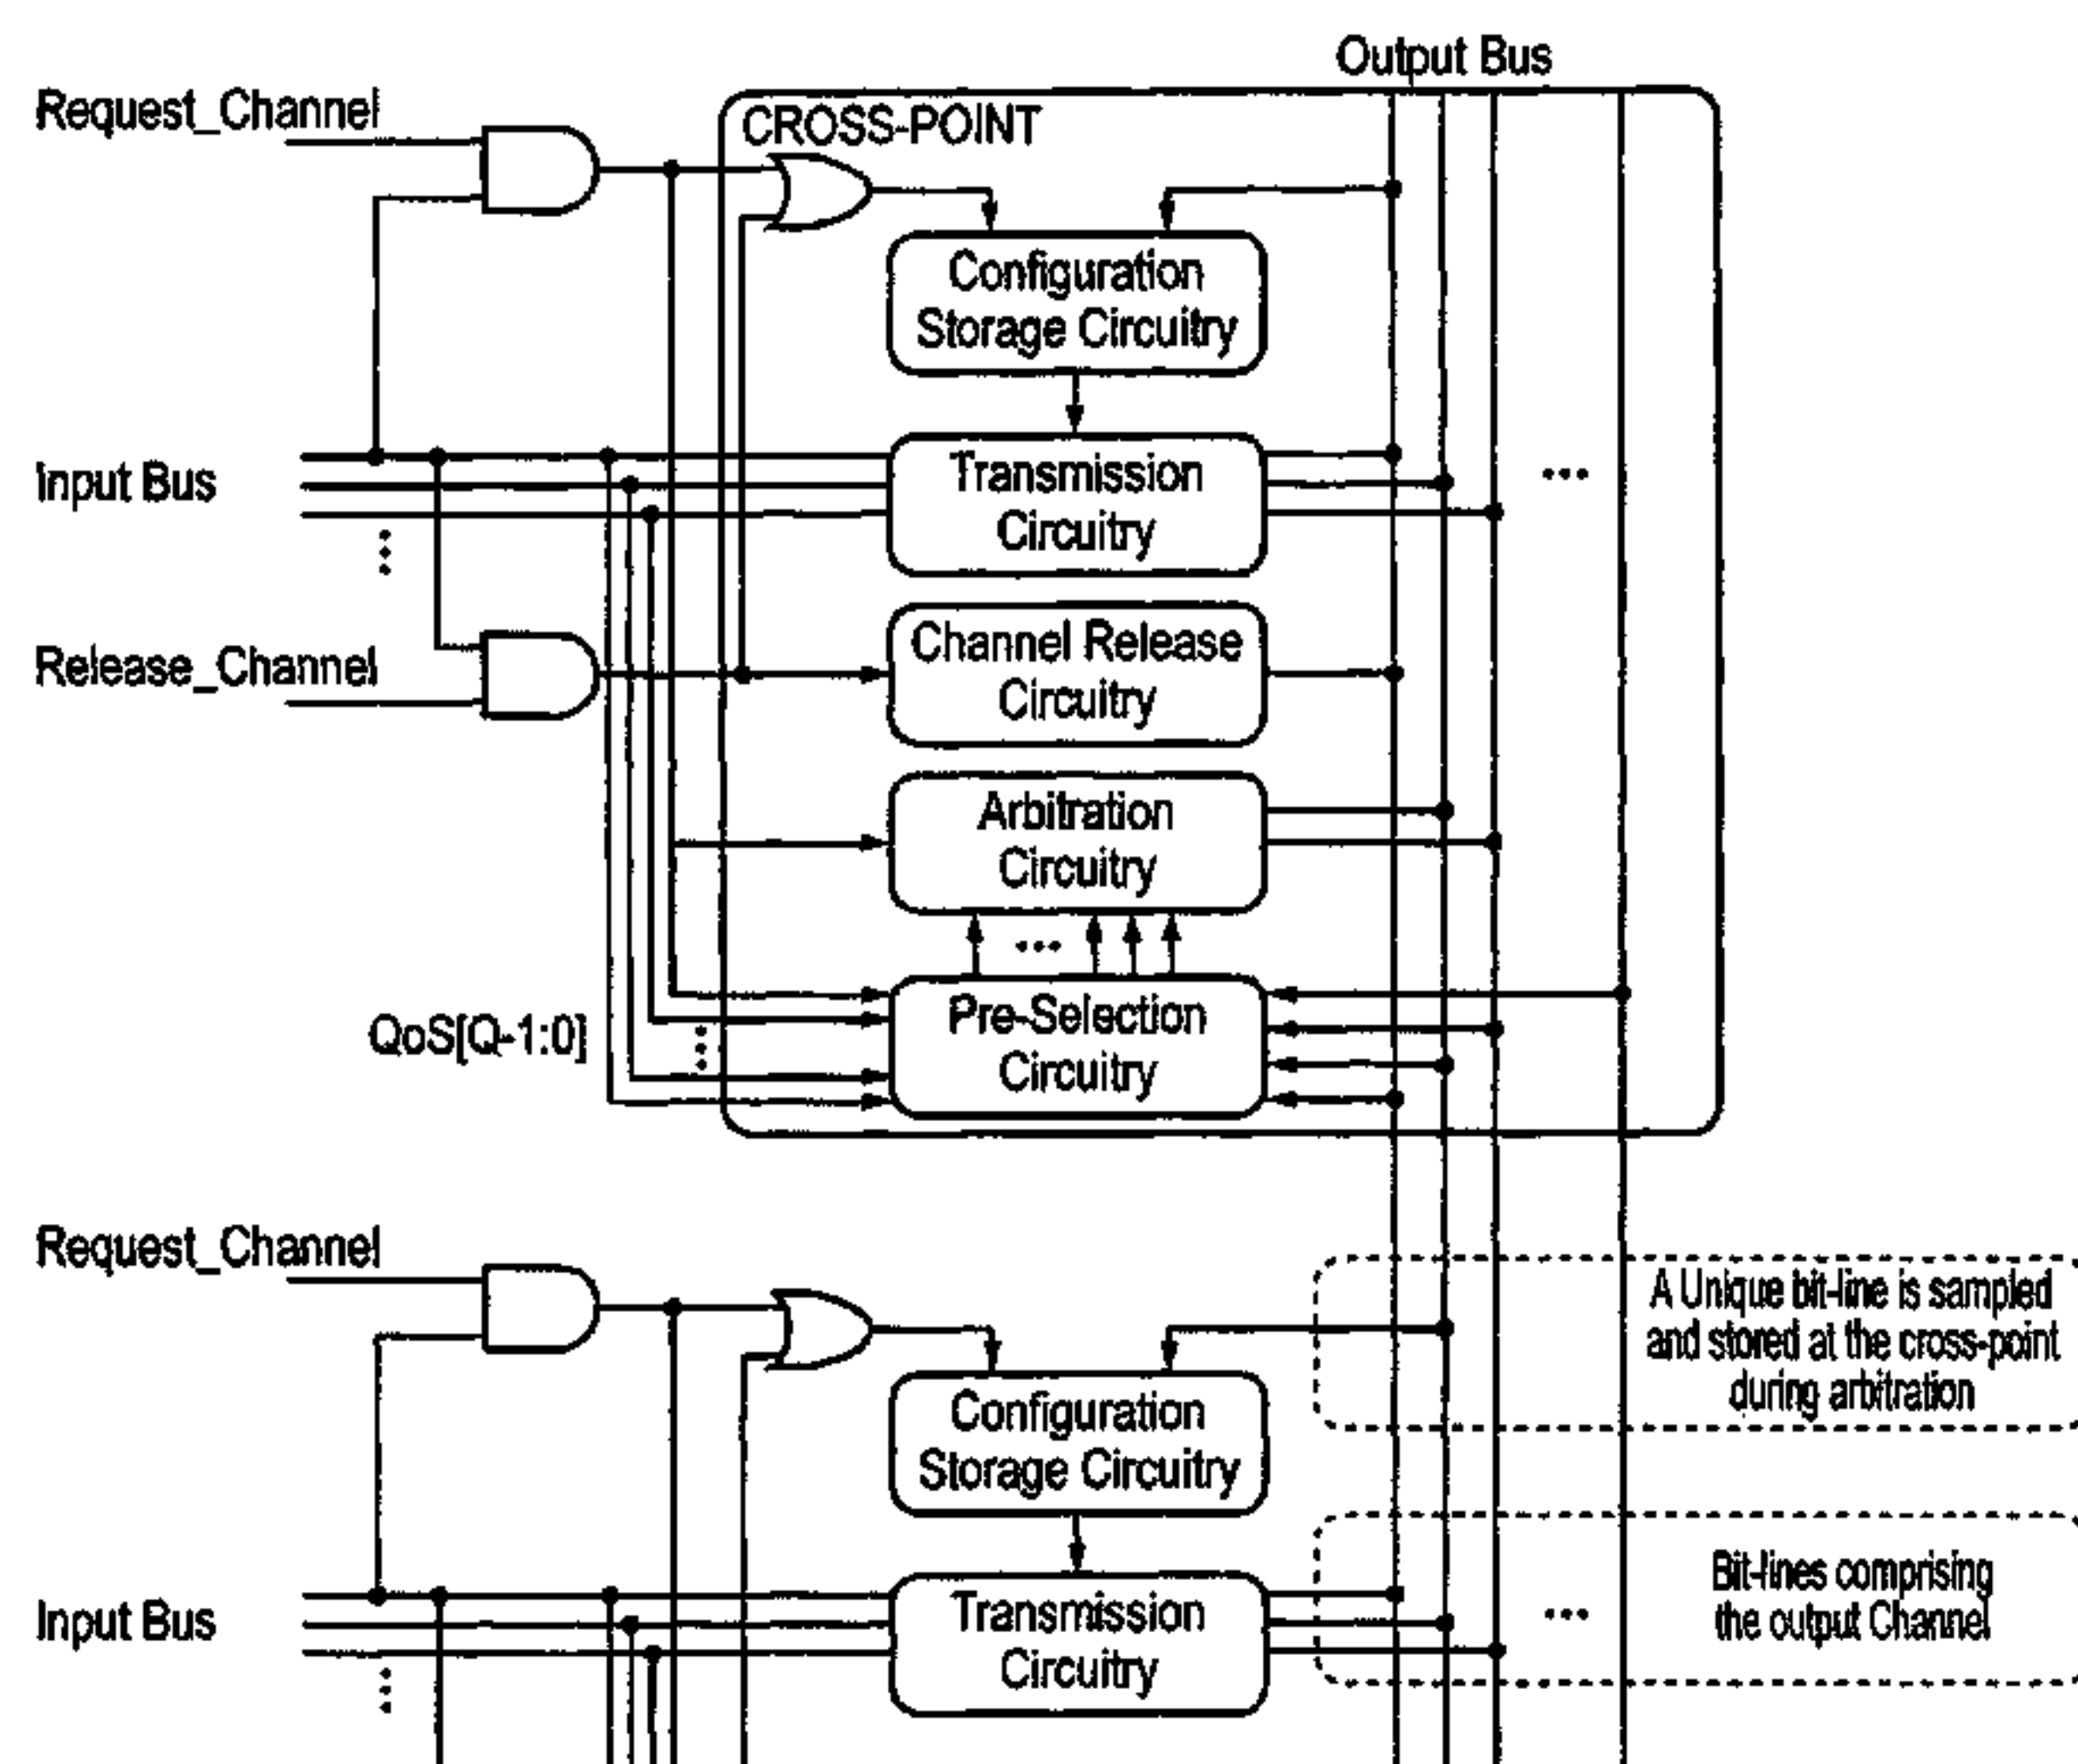 Output Bus
Request_Channel
CROSS-POINT
Configuration
Storage Circuitry
Input Bus
Transmission
Circuitry
...
Release_Channel
Channel Release
Circuitry
Arbitration
Circuitry
...
QoS[Q-1:0]
Pre-Selection
Circuitry
Request_Channel
A Unique bit-line is sampled
and stored at the cross-point
during arbitration
Configuration
Storage Circuitry
Input Bus
Transmission
Circuitry
...
Bit-lines comprising
the output Channel